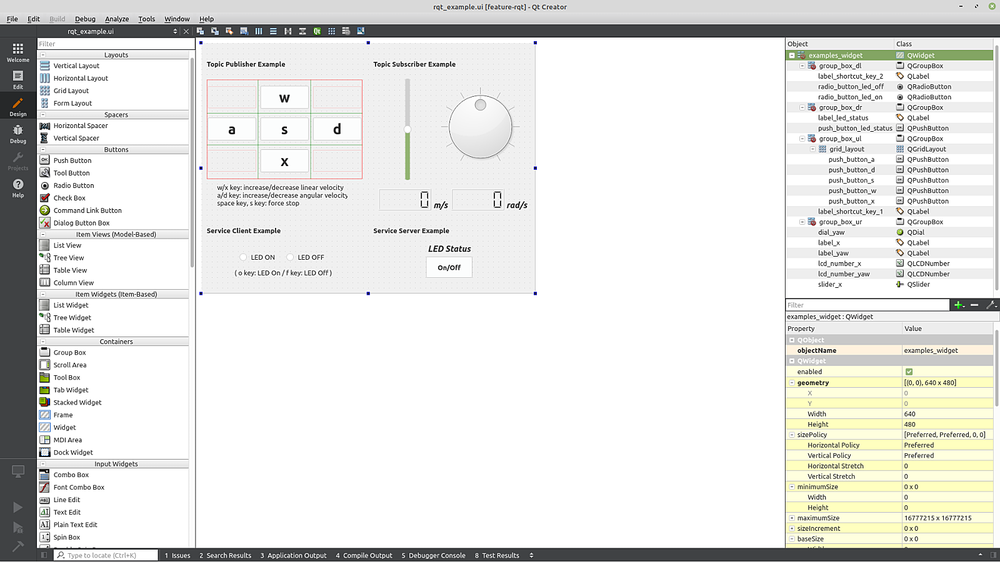 rqt_example.ui [feature-rqt] - Qt Creator
File Edit Build Debug Analyze Tools Window Help
rqt_example.ui
Welcome
Edit
Design
Debug
Projects
Help
Filter
Layouts
Vertical Layout
Horizontal Layout
Grid Layout
Form Layout
Spacers
Horizontal Spacer
Vertical Spacer
Buttons
Push Button
Tool Button
Radio Button
Check Box
Command Link Button
Dialog Button Box
Item Views (Model-Based)
List View
Tree View
Table View
Column View
Item Widgets (Item-Based)
List Widget
Tree Widget
Table Widget
Containers
Group Box
Scroll Area
Tool Box
Tab Widget
Stacked Widget
Frame
Widget
MDI Area
Dock Widget
Input Widgets
Combo Box
Font Combo Box
Line Edit
Text Edit
Plain Text Edit
Spin Box
Topic Publisher Example
w
a s d
x
w/x key: increase/decrease linear velocity
a/d key: increase/decrease angular velocity
space key, s key: force stop
Topic Subscriber Example
0 m/s 0 rad/s
Service Client Example
LED ON LED OFF
( o key: LED On / f key: LED Off )
Service Server Example
LED Status
On/Off
Object Class
examples_widget QWidget
group_box_dl QGroupBox
label_shortcut_key_2 QLabel
radio_button_led_off QRadioButton
radio_button_led_on QRadioButton
group_box_dr QGroupBox
label_led_status QLabel
push_button_led_status QPushButton
group_box_ul QGroupBox
grid_layout QGridLayout
push_button_a QPushButton
push_button_d QPushButton
push_button_s QPushButton
push_button_w QPushButton
push_button_x QPushButton
label_shortcut_key_1 QLabel
group_box_ur QGroupBox
dial_yaw QDial
label_x QLabel
label_yaw QLabel
lcd_number_x QLCDNumber
lcd_number_yaw QLCDNumber
slider_x QSlider
Filter
examples_widget : QWidget
Property Value
QObject
objectName examples_widget
QWidget
enabled
geometry [(0, 0), 640 x 480]
X 0
Y 0
Width 640
Height 480
sizePolicy [Preferred, Preferred, 0, 0]
Horizontal Policy Preferred
Vertical Policy Preferred
Horizontal Stretch 0
Vertical Stretch 0
minimumSize 0 x 0
Width 0
Height 0
maximumSize 16777215 x 16777215
sizeIncrement 0 x 0
baseSize 0 x 0
Type to locate (Ctrl+K) 1 Issues 2 Search Results 3 Application Output 4 Compile Output 5 Debugger Console 8 Test Results